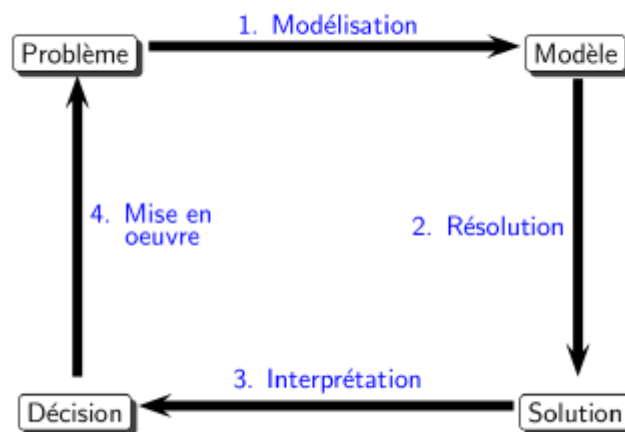 1. Modélisation
Problème
Modèle
4. Mise en
oeuvre
2. Résolution
3. Interprétation
Décision
Solution